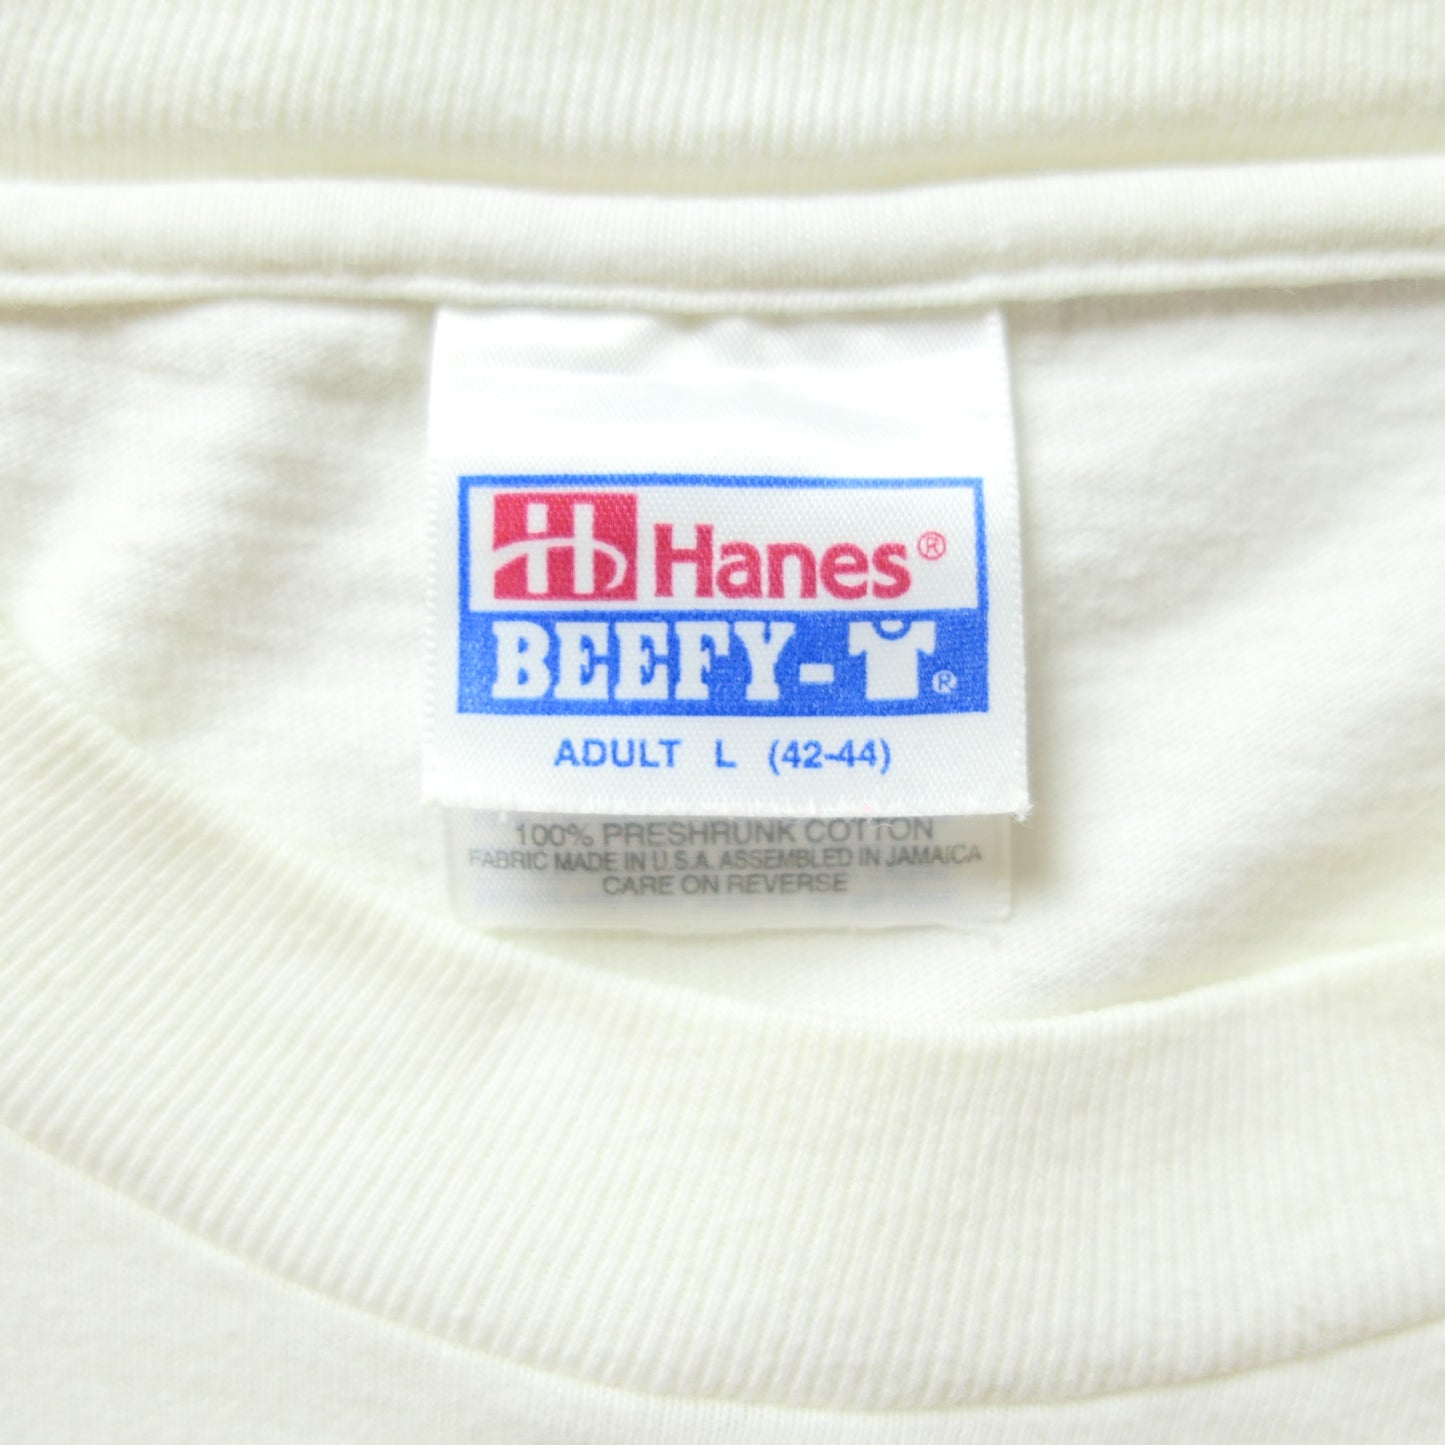 Hanes®
BEEFY-T®
ADULT L (42-44)
100% PRESHRUNK COTTON
FABRIC MADE IN U.S.A. ASSEMBLED IN JAMAICA
CARE ON REVERSE